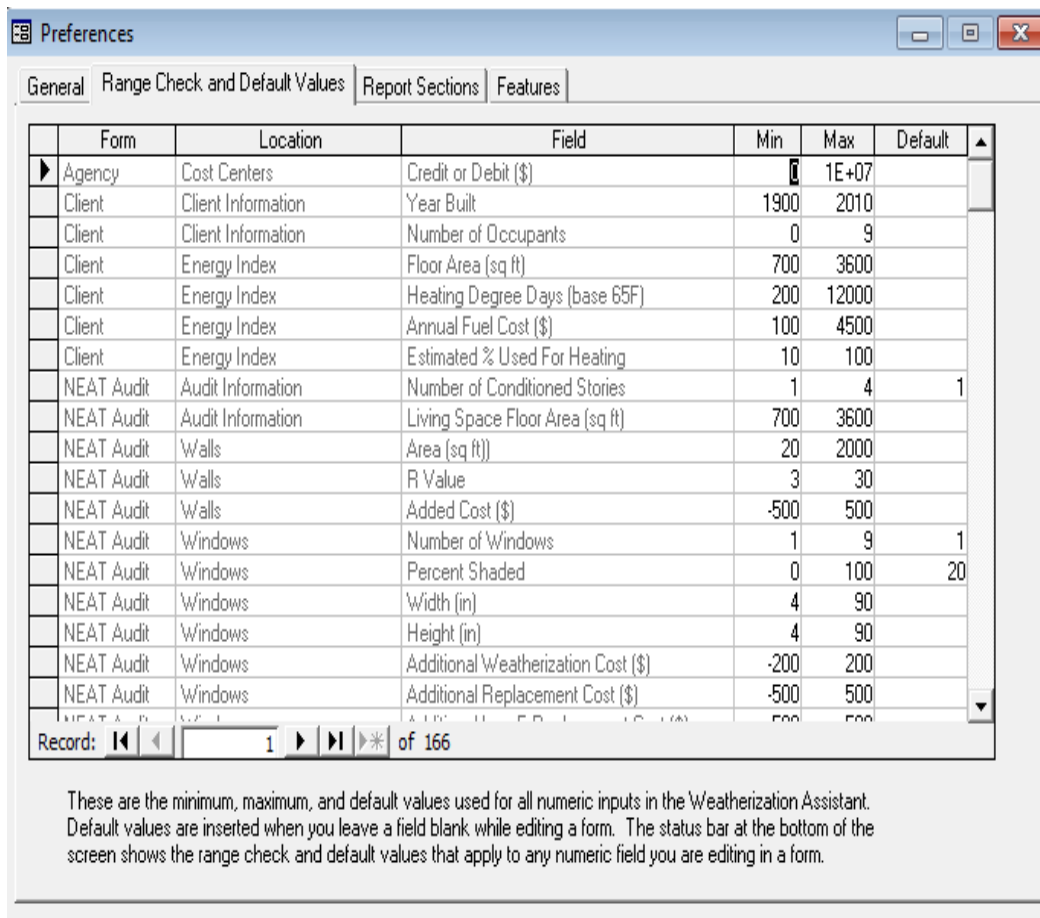 Preferences
General Range Check and Default Values Report Sections Features
Form Location Field Min Max Default
Agency Cost Centers Credit or Debit ($) 0 1E+07
Client Client Information Year Built 1900 2010
Client Client Information Number of Occupants 0 9
Client Energy Index Floor Area (sq ft) 700 3600
Client Energy Index Heating Degree Days (base 65F) 200 12000
Client Energy Index Annual Fuel Cost ($) 100 4500
Client Energy Index Estimated % Used For Heating 10 100
NEAT Audit Audit Information Number of Conditioned Stories 1 4 1
NEAT Audit Audit Information Living Space Floor Area (sq ft) 700 3600
NEAT Audit Walls Area (sq ft)) 20 2000
NEAT Audit Walls R Value 3 30
NEAT Audit Walls Added Cost ($) -500 500
NEAT Audit Windows Number of Windows 1 9 1
NEAT Audit Windows Percent Shaded 0 100 20
NEAT Audit Windows Width (in) 4 90
NEAT Audit Windows Height (in) 4 90
NEAT Audit Windows Additional Weatherization Cost ($) -200 200
NEAT Audit Windows Additional Replacement Cost ($) -500 500
Record: 1 of 166
These are the minimum, maximum, and default values used for all numeric inputs in the Weatherization Assistant.
Default values are inserted when you leave a field blank while editing a form. The status bar at the bottom of the
screen shows the range check and default values that apply to any numeric field you are editing in a form.